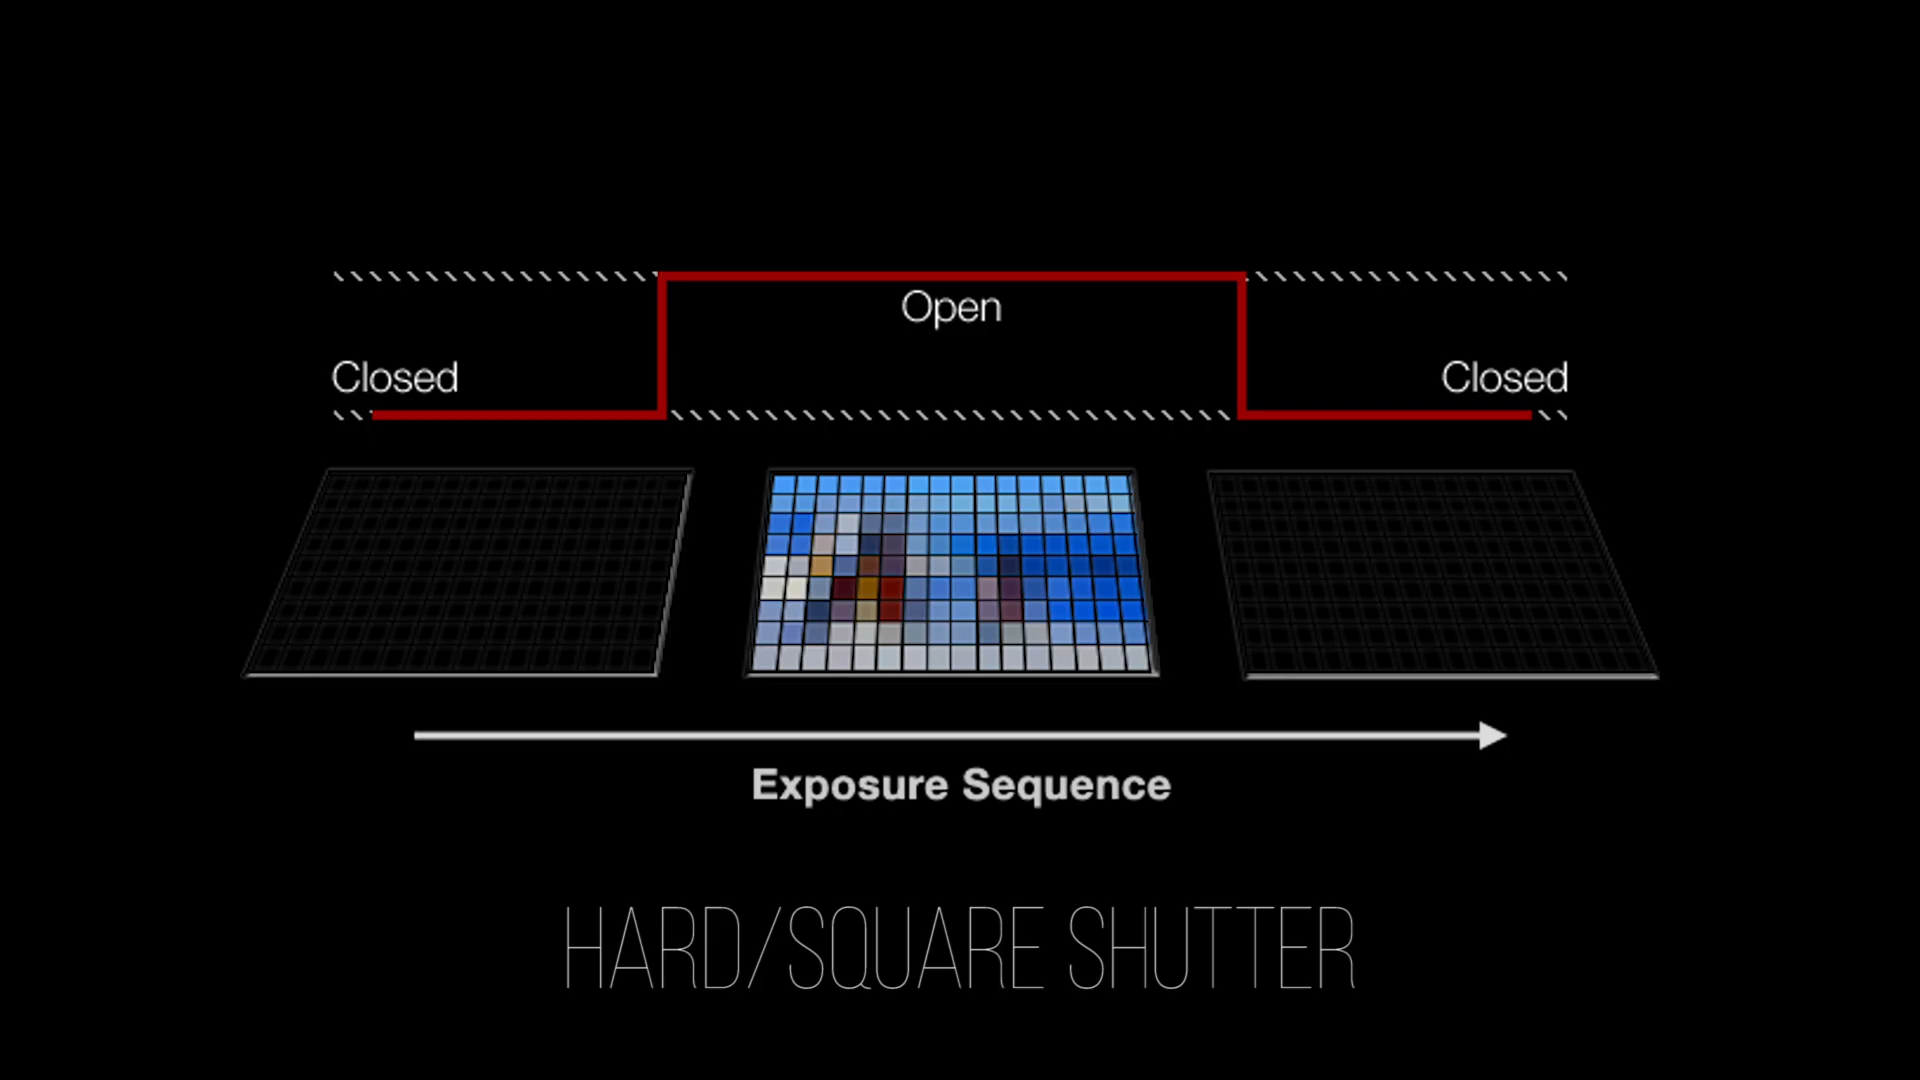 Open
Closed
Closed
Exposure Sequence
HARD/SQUARE SHUTTER